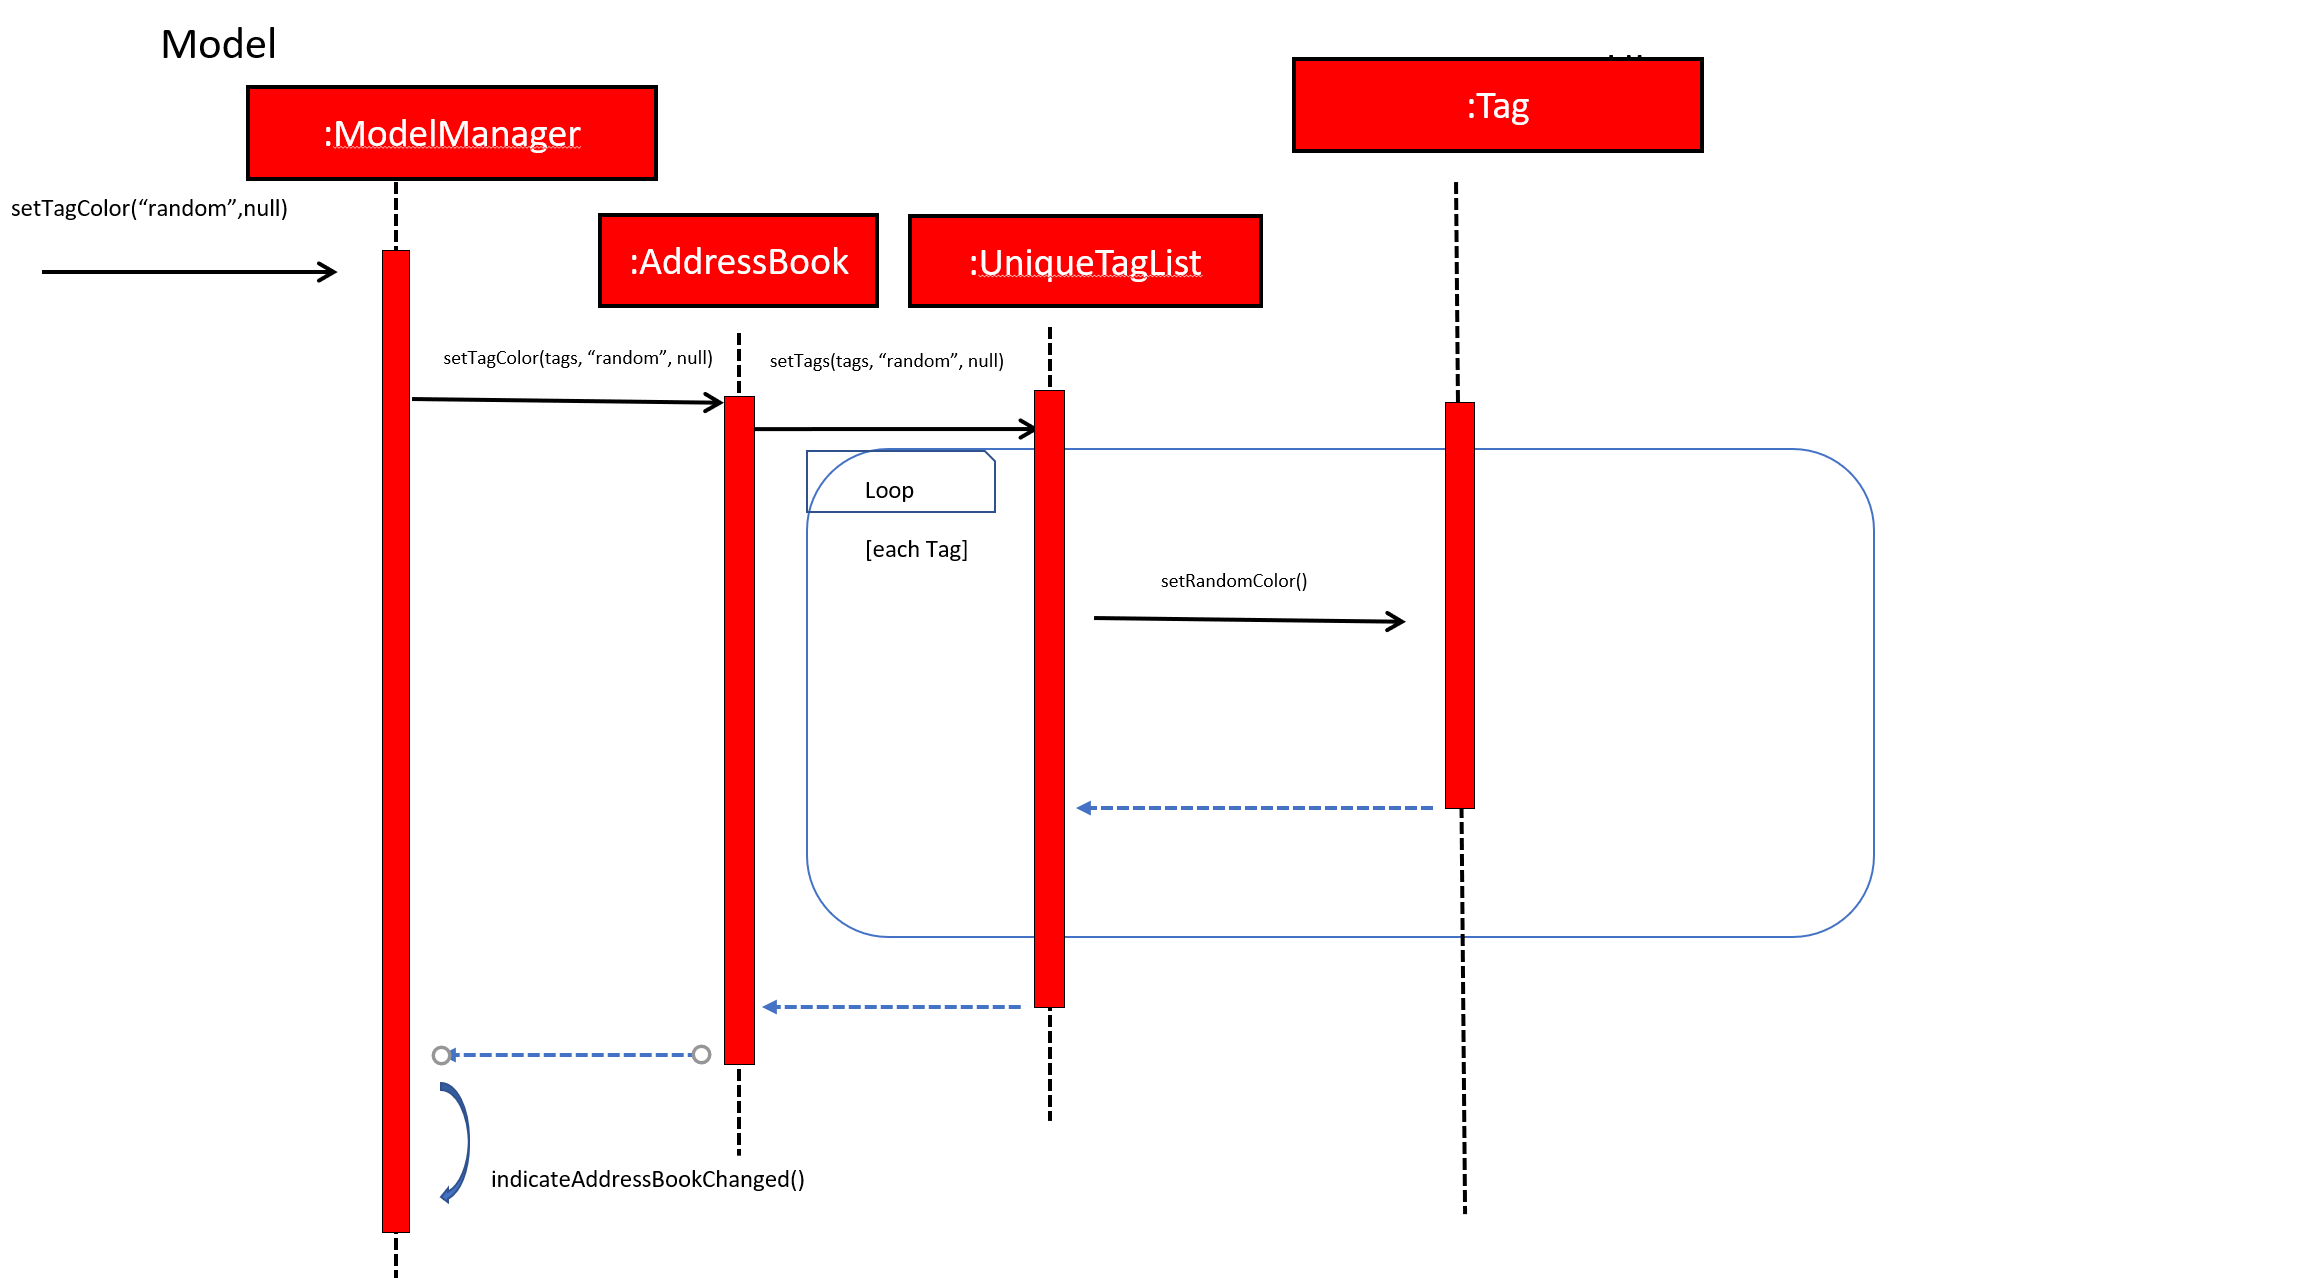 Model
:Tag
:ModelManager
setTagColor(“random”,null)
:AddressBook
:UniqueTagList
setTagColor(tags, “random”, null)
setTags(tags, “random”, null)
Loop
[each Tag]
setRandomColor()
indicateAddressBookChanged()